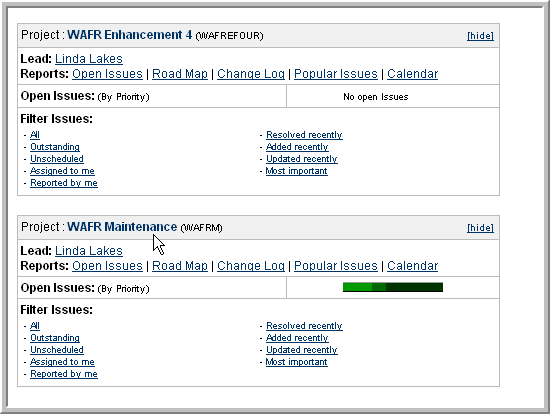 Project : WAFR Enhancement 4 (WAFREFOUR) [hide]
Lead: Linda Lakes
Reports: Open Issues | Road Map | Change Log | Popular Issues | Calendar
Open Issues: (By Priority) No open Issues
Filter Issues:
- All - Resolved recently
- Outstanding - Added recently
- Unscheduled - Updated recently
- Assigned to me - Most important
- Reported by me
Project : WAFR Maintenance (WAFRM) [hide]
Lead: Linda Lakes
Reports: Open Issues | Road Map | Change Log | Popular Issues | Calendar
Open Issues: (By Priority)
Filter Issues:
- All - Resolved recently
- Outstanding - Added recently
- Unscheduled - Updated recently
- Assigned to me - Most important
- Reported by me